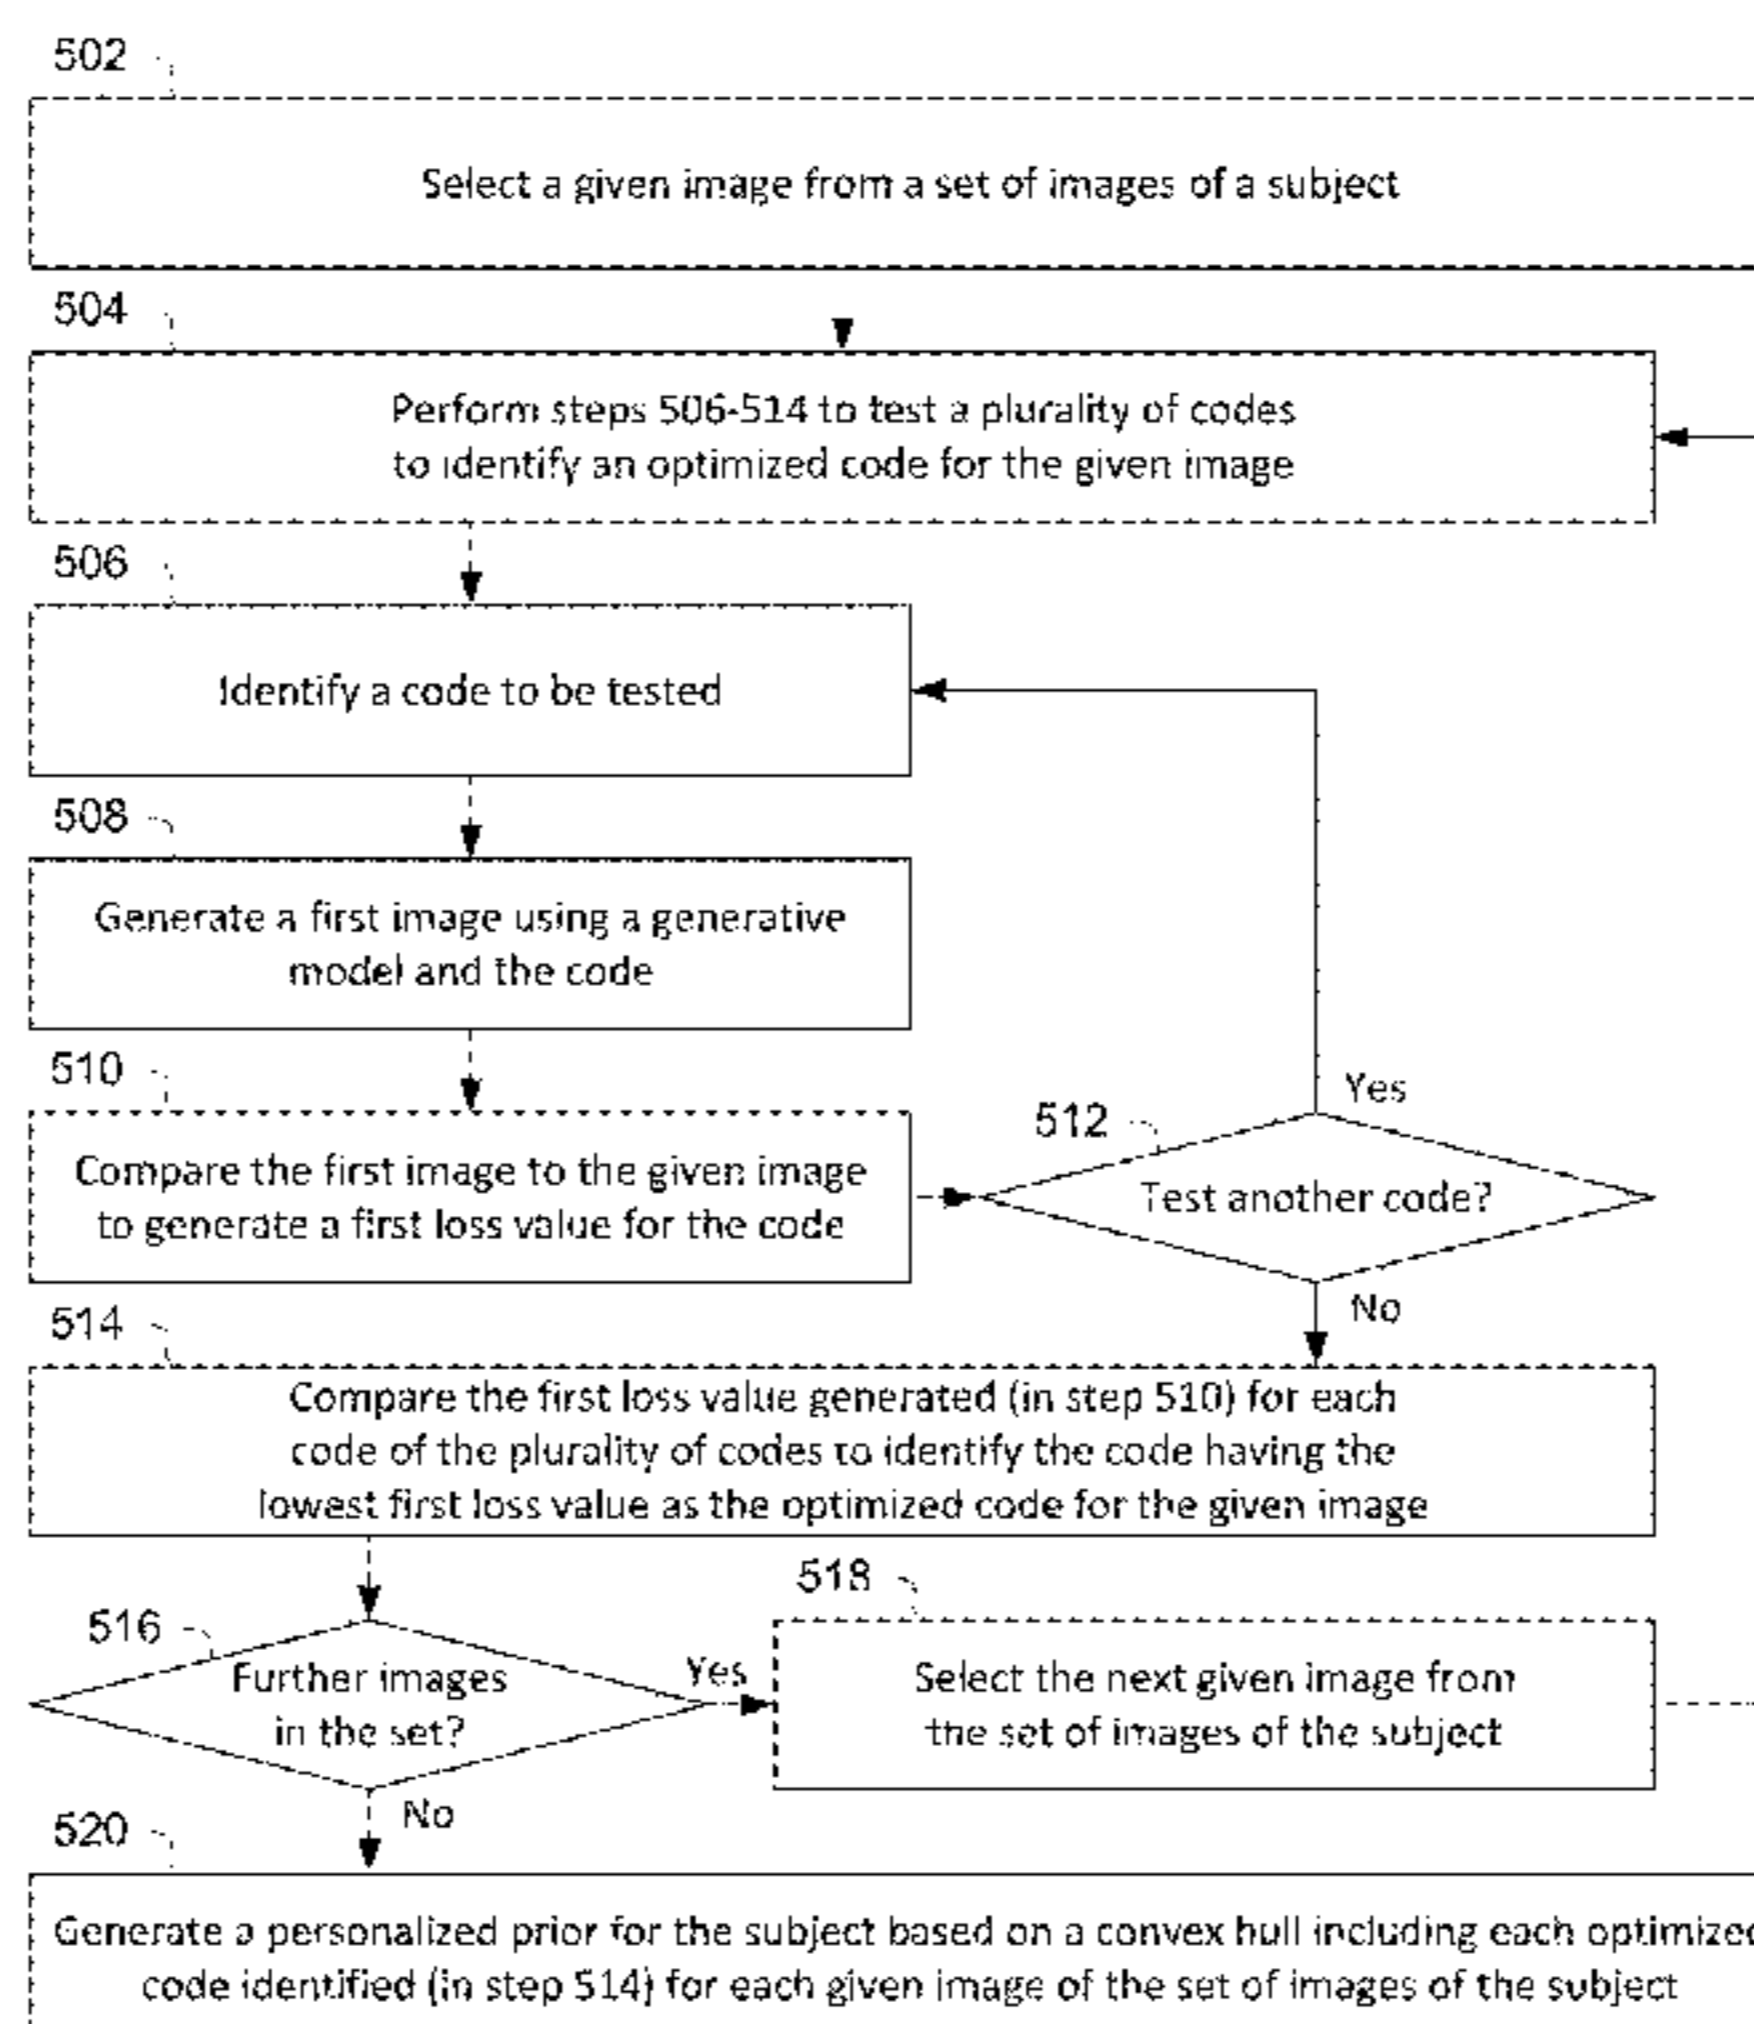 502
Select a given image from a set of images of a subject
504
Perform steps 506-514 to test a plurality of codes
to identify an optimized code for the given image
506
Identify a code to be tested
508
Generate a first image using a generative
model and the code
510
Compare the first image to the given image
to generate a first loss value for the code
512
Yes
Test another code?
No
514
Compare the first loss value generated (in step 510) for each
code of the plurality of codes to identify the code having the
lowest first loss value as the optimized code for the given image
516
Further images
in the set?
Yes
518
Select the next given image from
the set of images of the subject
No
520
Generate a personalized prior for the subject based on a convex hull including each optimized
code identified (in step 514) for each given image of the set of images of the subject